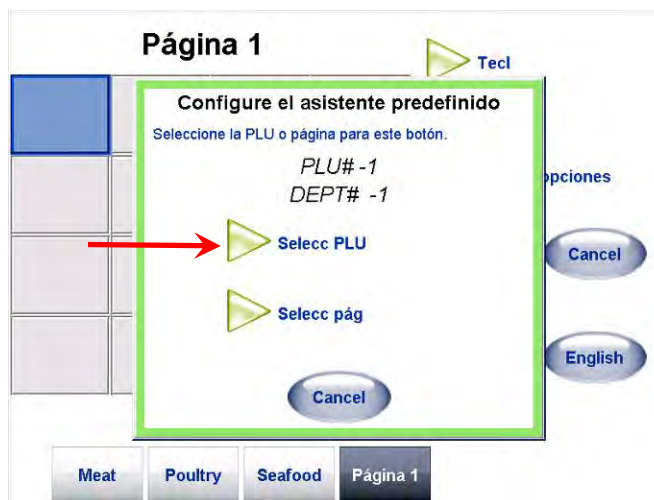 Página 1
Tecl
Configure el asistente predefinido
Seleccione la PLU o página para este botón.
PLU# -1
DEPT# -1
opciones
Selecc PLU
Cancel
Selecc pág
English
Cancel
Meat
Poultry
Seafood
Página 1